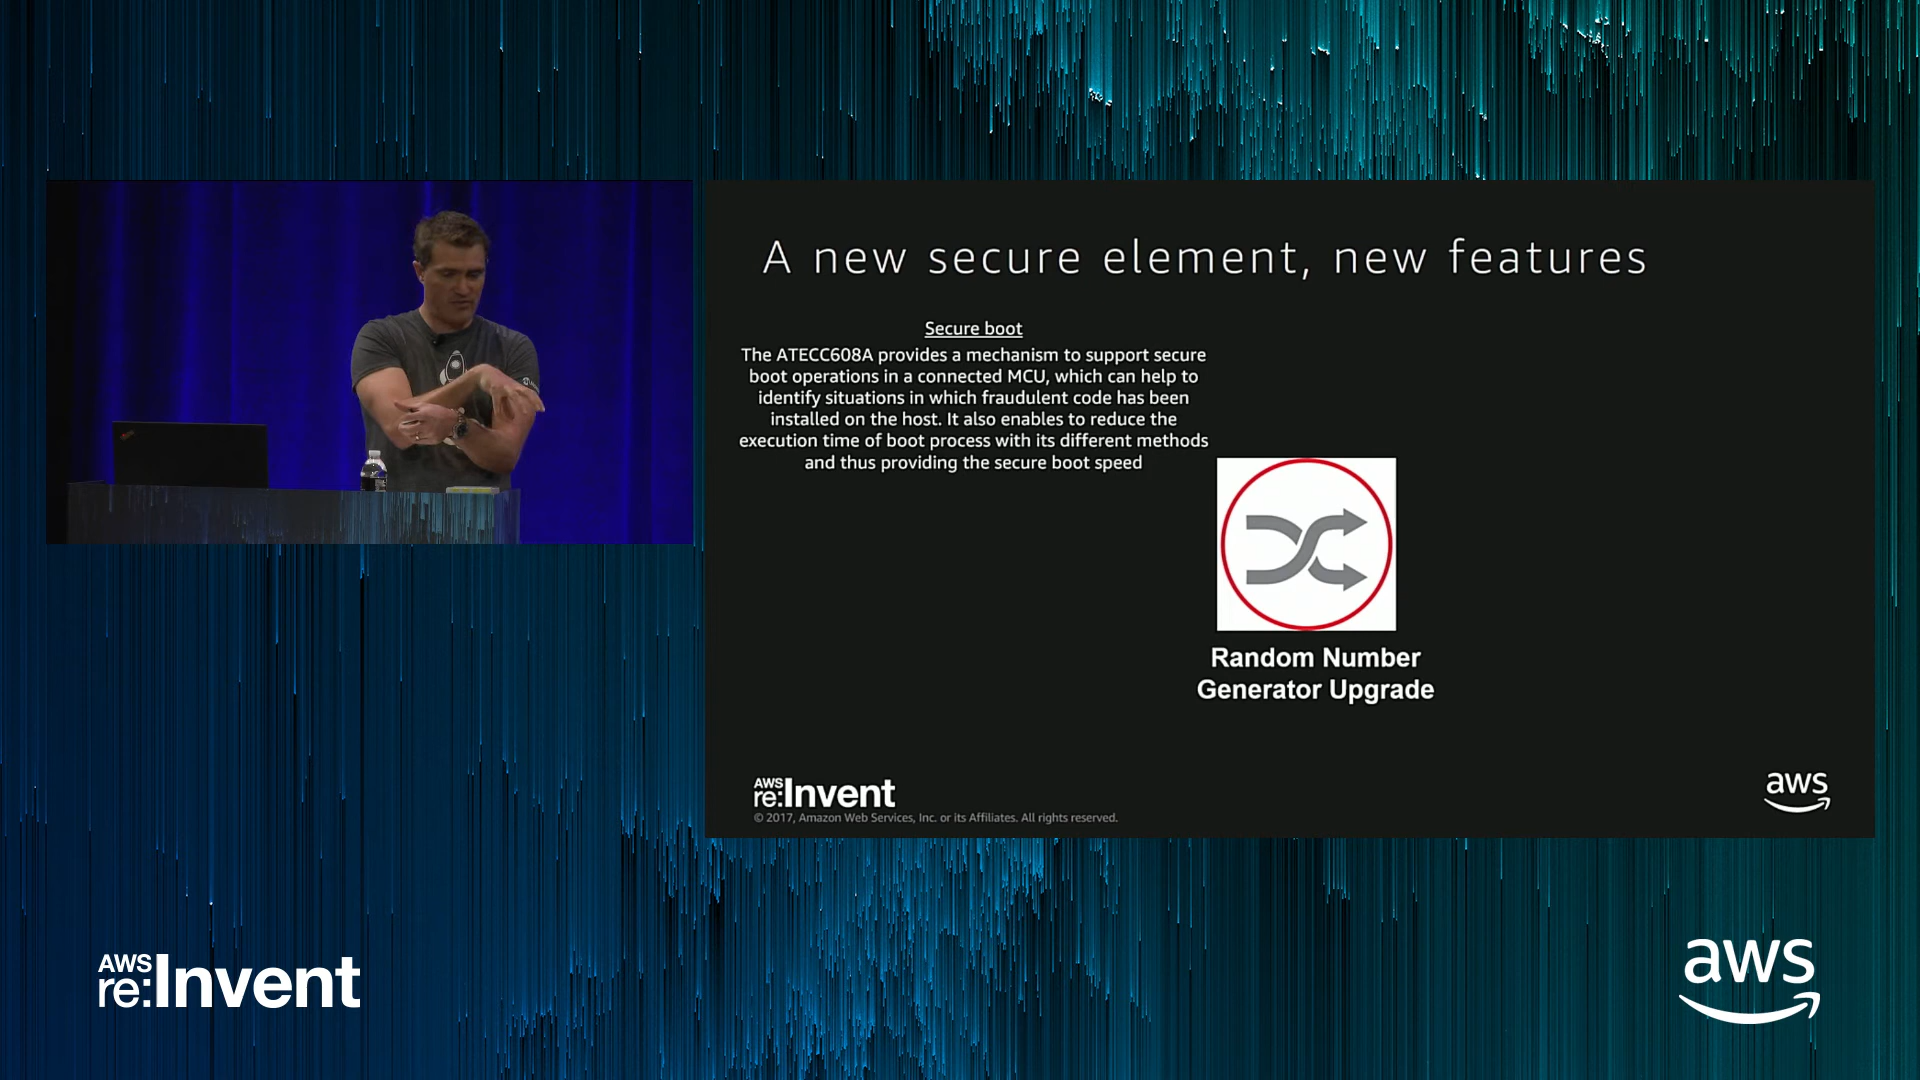 A new secure element, new features
Secure boot
The ATECC608A provides a mechanism to support secure
boot operations in a connected MCU, which can help to
identify situations in which fraudulent code has been
installed on the host. It also enables to reduce the
execution time of boot process with its different methods
and thus providing the secure boot speed
Random Number
Generator Upgrade
AWS
re:Invent
© 2017, Amazon Web Services, Inc. or its Affiliates. All rights reserved.
aws
AWS
re:Invent
aws